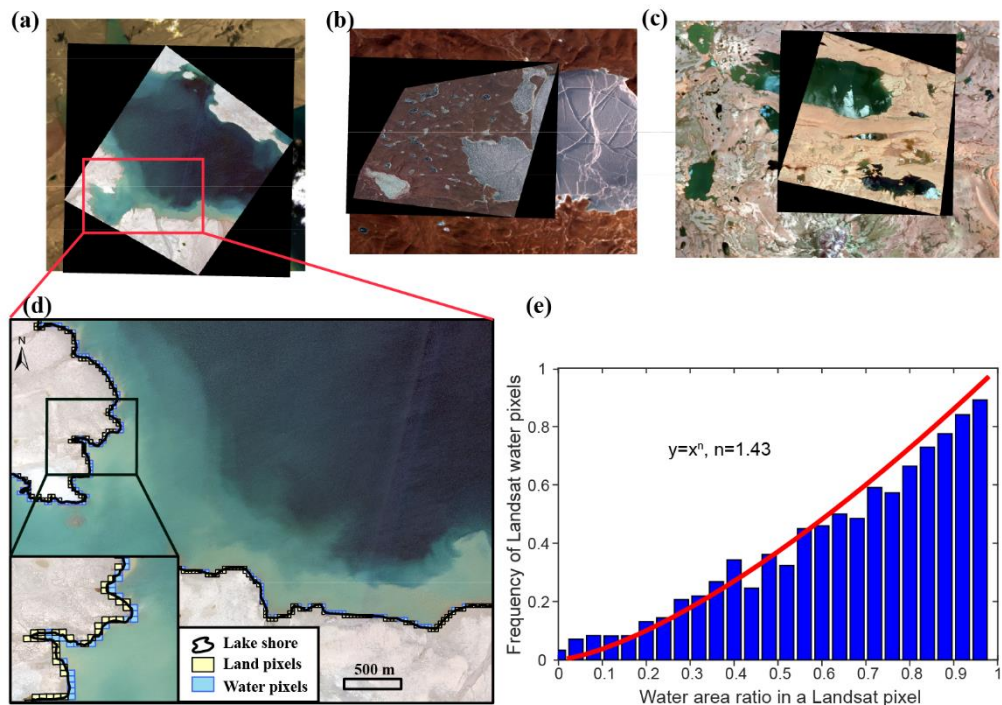 (a)
(b)
(c)
(d)
N
Lake shore
Land pixels
Water pixels
500 m
(e)
Frequency of Landsat water pixels
1
0.8
0.6
0.4
0.2
0
y=xⁿ, n=1.43
0 0.1 0.2 0.3 0.4 0.5 0.6 0.7 0.8 0.9 1
Water area ratio in a Landsat pixel